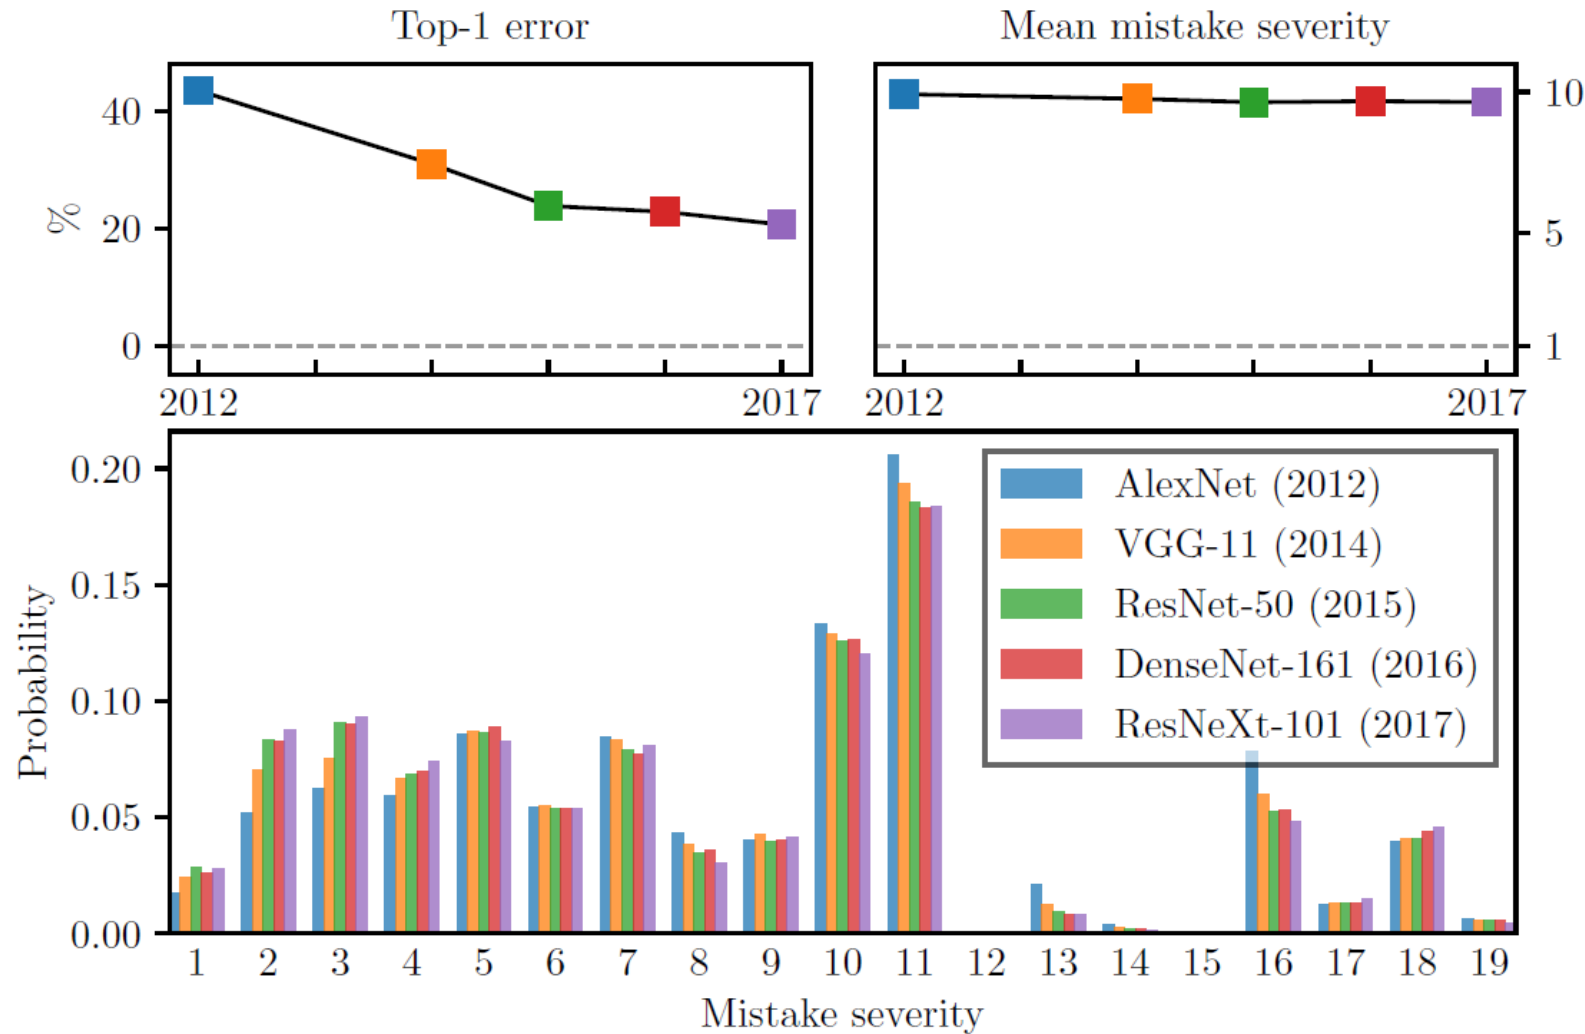 Top-1 error
Mean mistake severity
%
40
20
0
2012
2017
10
5
1
2012
2017
Probability
0.20
0.15
0.10
0.05
0.00
AlexNet (2012)
VGG-11 (2014)
ResNet-50 (2015)
DenseNet-161 (2016)
ResNeXt-101 (2017)
1 2 3 4 5 6 7 8 9 10 11 12 13 14 15 16 17 18 19
Mistake severity